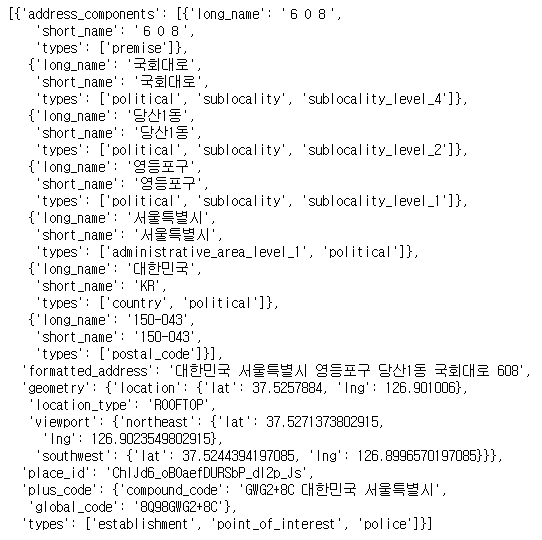 [{'address_components': [{'long_name': '６０８',
'short_name': '６０８',
'types': ['premise']},
{'long_name': '국회대로',
'short_name': '국회대로',
'types': ['political', 'sublocality', 'sublocality_level_4']},
{'long_name': '당산1동',
'short_name': '당산1동',
'types': ['political', 'sublocality', 'sublocality_level_2']},
{'long_name': '영등포구',
'short_name': '영등포구',
'types': ['political', 'sublocality', 'sublocality_level_1']},
{'long_name': '서울특별시',
'short_name': '서울특별시',
'types': ['administrative_area_level_1', 'political']},
{'long_name': '대한민국',
'short_name': 'KR',
'types': ['country', 'political']},
{'long_name': '150-043',
'short_name': '150-043',
'types': ['postal_code']}],
'formatted_address': '대한민국 서울특별시 영등포구 당산1동 국회대로 608',
'geometry': {'location': {'lat': 37.5257884, 'lng': 126.901006},
'location_type': 'ROOFTOP',
'viewport': {'northeast': {'lat': 37.5271373802915,
'lng': 126.9023549802915},
'southwest': {'lat': 37.5244394197085, 'lng': 126.8996570197085}}},
'place_id': 'ChIJd6_oBOaefDURSbP_dl2p_Js',
'plus_code': {'compound_code': 'GWG2+8C 대한민국 서울특별시',
'global_code': '8Q98GWG2+8C'},
'types': ['establishment', 'point_of_interest', 'police']}]